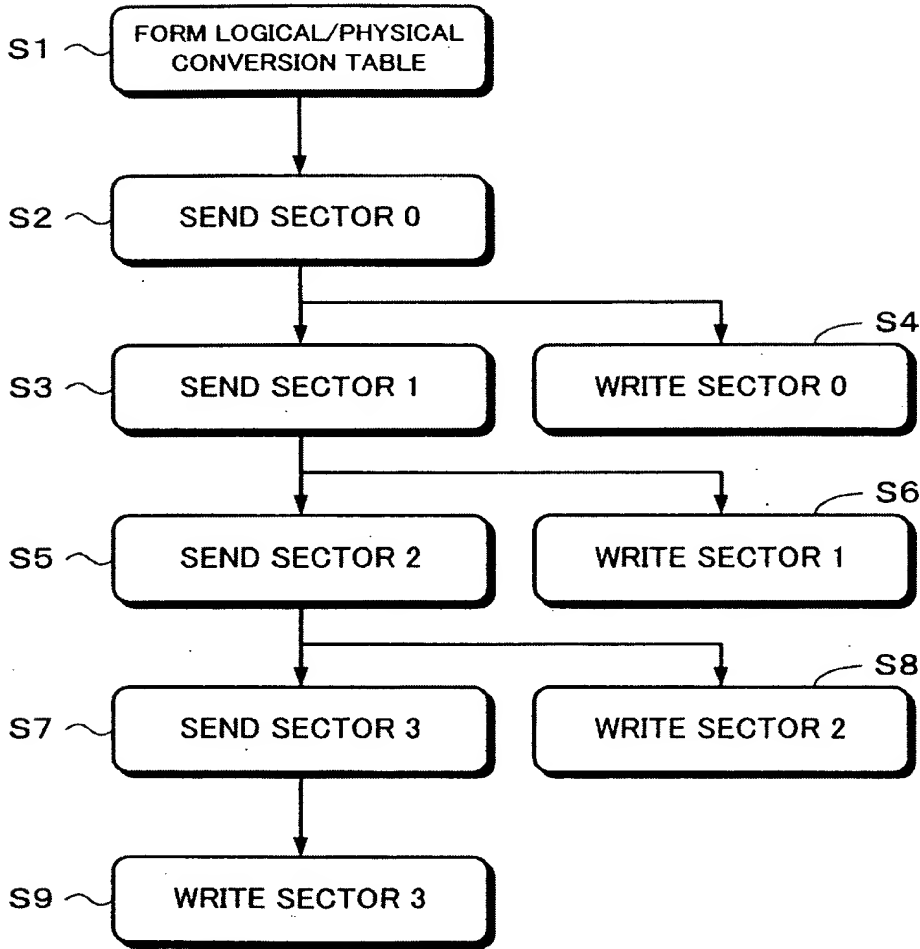 S1
FORM LOGICAL/PHYSICAL
CONVERSION TABLE
S2
SEND SECTOR 0
S4
S3
SEND SECTOR 1
WRITE SECTOR 0
S6
S5
SEND SECTOR 2
WRITE SECTOR 1
S8
S7
SEND SECTOR 3
WRITE SECTOR 2
S9
WRITE SECTOR 3